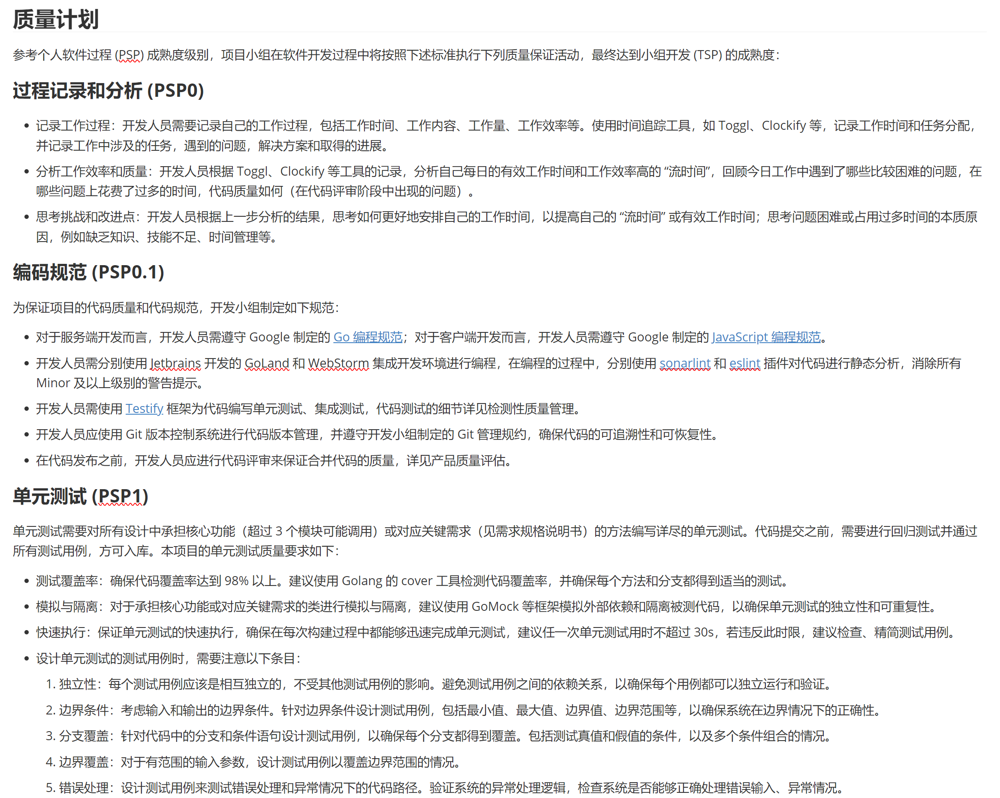 质量计划
参考个人软件过程 (PSP) 成熟度级别，项目小组在软件开发过程中将按照下述标准执行下列质量保证活动，最终达到小组开发 (TSP) 的成熟度：
过程记录和分析 (PSP0)
• 记录工作过程：开发人员需要记录自己的工作过程，包括工作时间、工作内容、工作量、工作效率等。使用时间追踪工具，如 Toggl、Clockify 等，记录工作时间和任务分配，
并记录工作中涉及的任务，遇到的问题，解决方案和取得的进展。
• 分析工作效率和质量：开发人员根据 Toggl、Clockify 等工具的记录，分析自己每日的有效工作时间和工作效率高的 “流时间”，回顾今日工作中遇到了哪些比较困难的问题，在
哪些问题上花费了过多的时间，代码质量如何（在代码评审阶段中出现的问题）。
• 思考挑战和改进点：开发人员根据上一步分析的结果，思考如何更好地安排自己的工作时间，以提高自己的 “流时间” 或有效工作时间；思考问题困难或占用过多时间的本质原
因，例如缺乏知识、技能不足、时间管理等。
编码规范 (PSP0.1)
为保证项目的代码质量和代码规范，开发小组制定如下规范：
• 对于服务端开发而言，开发人员需遵守 Google 制定的 Go 编程规范；对于客户端开发而言，开发人员需遵守 Google 制定的 JavaScript 编程规范。
• 开发人员需分别使用 Jetbrains 开发的 GoLand 和 WebStorm 集成开发环境进行编程，在编程的过程中，分别使用 sonarlint 和 eslint 插件对代码进行静态分析，消除所有
Minor 及以上级别的警告提示。
• 开发人员需使用 Testify 框架为代码编写单元测试、集成测试，代码测试的细节详见检测性质量管理。
• 开发人员应使用 Git 版本控制系统进行代码版本管理，并遵守开发小组制定的 Git 管理规约，确保代码的可追溯性和可恢复性。
• 在代码发布之前，开发人员应进行代码评审来保证合并代码的质量，详见产品质量评估。
单元测试 (PSP1)
单元测试需要对所有设计中承担核心功能（超过 3 个模块可能调用）或对应关键需求（见需求规格说明书）的方法编写详尽的单元测试。代码提交之前，需要进行回归测试并通过
所有测试用例，方可入库。本项目的单元测试质量要求如下：
• 测试覆盖率：确保代码覆盖率达到 98% 以上。建议使用 Golang 的 cover 工具检测代码覆盖率，并确保每个方法和分支都得到适当的测试。
• 模拟与隔离：对于承担核心功能或对应关键需求的类进行模拟与隔离，建议使用 GoMock 等框架模拟外部依赖和隔离被测代码，以确保单元测试的独立性和可重复性。
• 快速执行：保证单元测试的快速执行，确保在每次构建过程中都能够迅速完成单元测试，建议任一次单元测试用时不超过 30s，若违反此时限，建议检查、精简测试用例。
• 设计单元测试的测试用例时，需要注意以下条目：
1. 独立性：每个测试用例应该是相互独立的，不受其他测试用例的影响。避免测试用例之间的依赖关系，以确保每个用例都可以独立运行和验证。
2. 边界条件：考虑输入和输出的边界条件。针对边界条件设计测试用例，包括最小值、最大值、边界值、边界范围等，以确保系统在边界情况下的正确性。
3. 分支覆盖：针对代码中的分支和条件语句设计测试用例，以确保每个分支都得到覆盖。包括测试真值和假值的条件，以及多个条件组合的情况。
4. 边界覆盖：对于有范围的输入参数，设计测试用例以覆盖边界范围的情况。
5. 错误处理：设计测试用例来测试错误处理和异常情况下的代码路径。验证系统的异常处理逻辑，检查系统是否能够正确处理错误输入、异常情况。